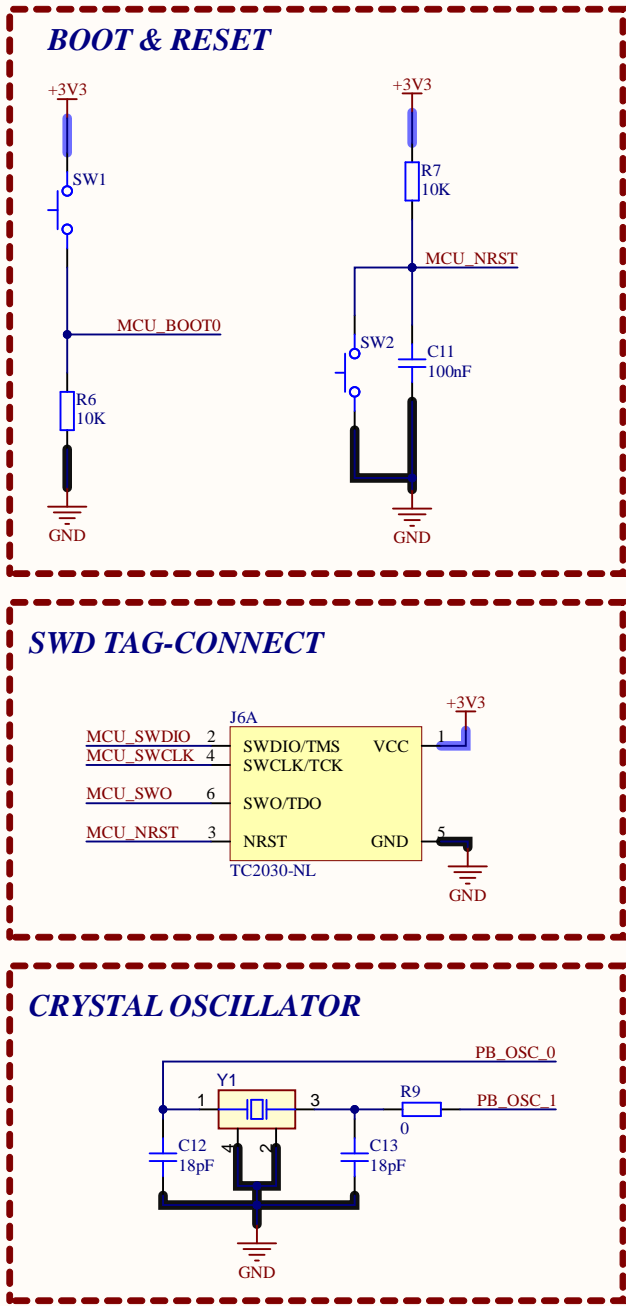 BOOT & RESET
+3V3
+3V3
SW1
R7
10K
MCU_NRST
MCU_BOOT0
SW2
C11
100nF
R6
10K
GND
GND
SWD TAG-CONNECT
+3V3
J6A
MCU_SWDIO 2 SWDIO/TMS VCC 1
MCU_SWCLK 4 SWCLK/TCK
MCU_SWO 6 SWO/TDO
MCU_NRST 3 NRST GND 5
TC2030-NL
GND
CRYSTAL OSCILLATOR
PB_OSC_0
Y1
1 3 R9 PB_OSC_1
0
C12 4 2 C13
18pF 18pF
GND